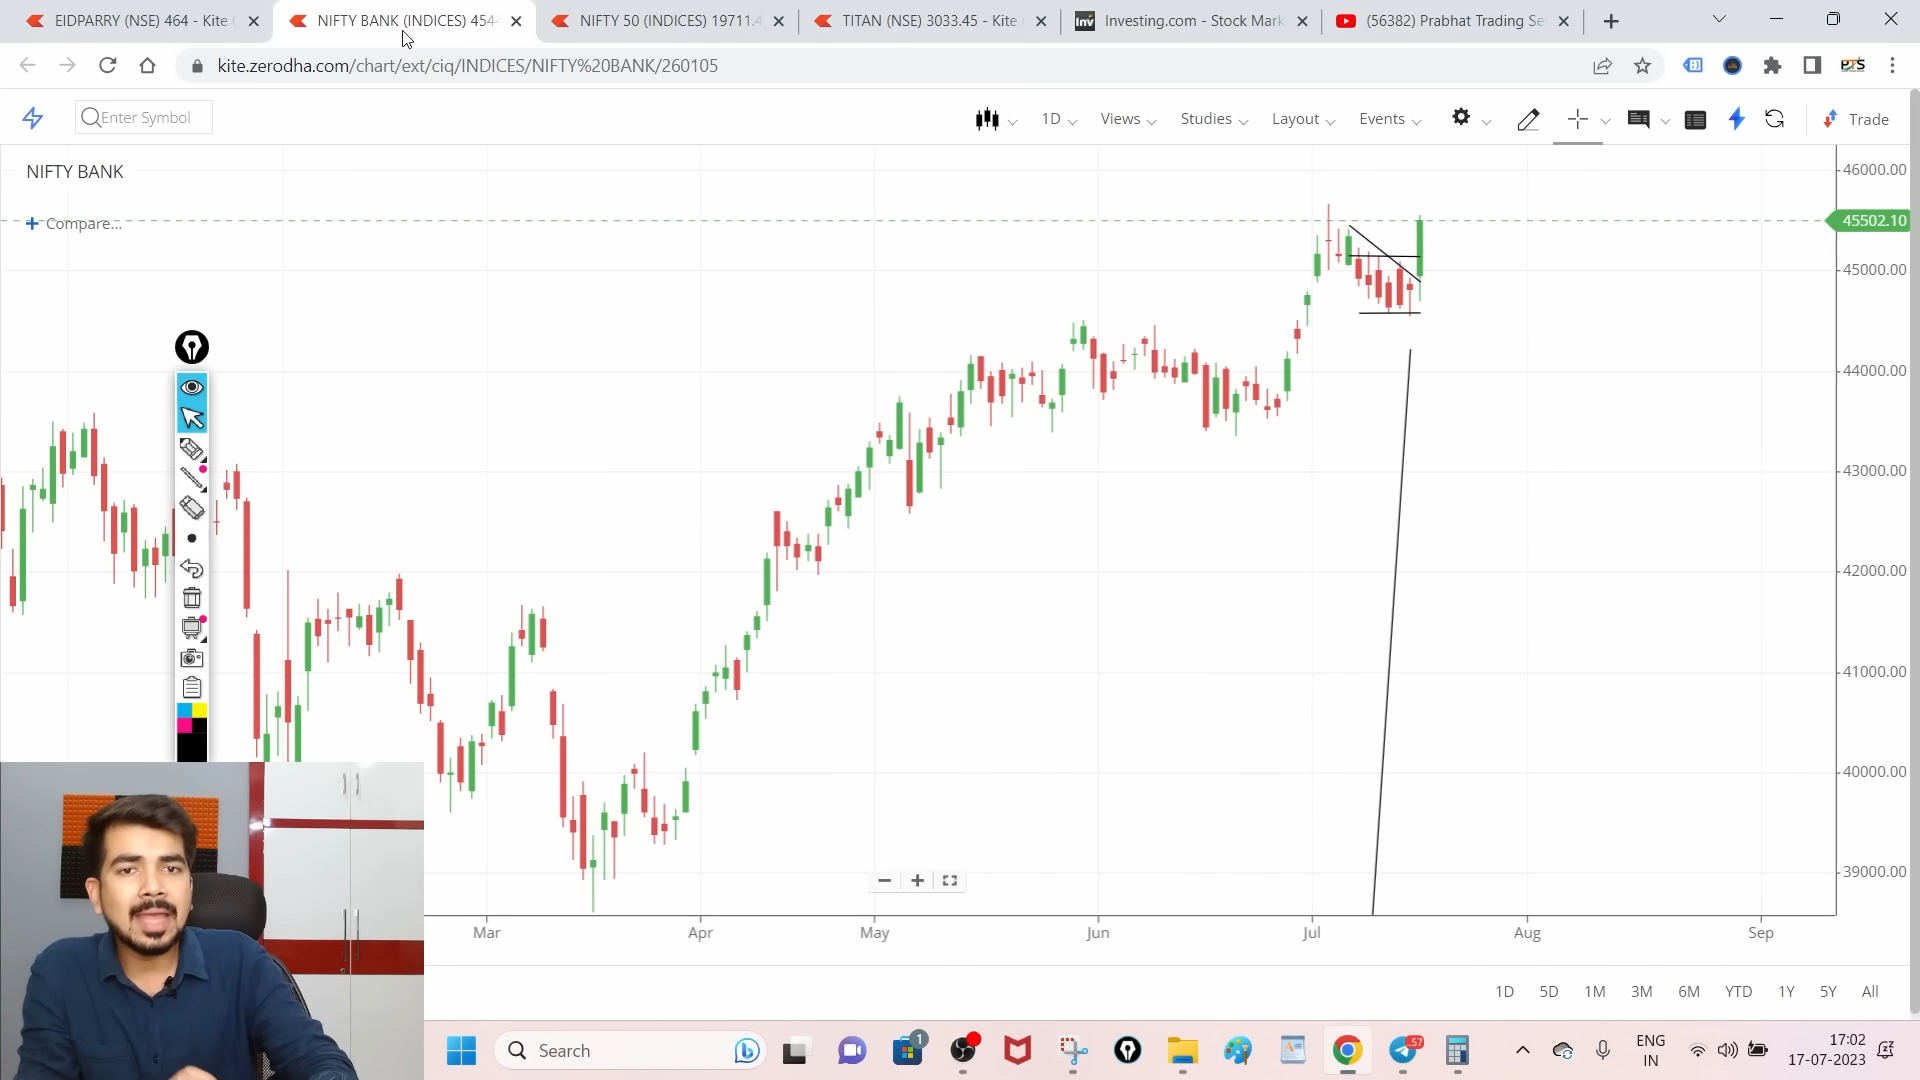 EIDPARRY (NSE) 464 - Kite
NIFTY BANK (INDICES) 454
NIFTY 50 (INDICES) 19711.4
TITAN (NSE) 3033.45 - Kite
Inv Investing.com - Stock Mark
(56382) Prabhat Trading Se
kite.zerodha.com/chart/ext/ciq/INDICES/NIFTY%20BANK/260105
PTS
Enter Symbol
1D Views Studies Layout Events Trade
NIFTY BANK
Compare...
46000.00
45502.10
45000.00
44000.00
43000.00
42000.00
41000.00
40000.00
39000.00
Mar Apr May Jun Jul Aug Sep
1D 5D 1M 3M 6M YTD 1Y 5Y All
Search
1
57
ENG
IN
17:02
17-07-2023